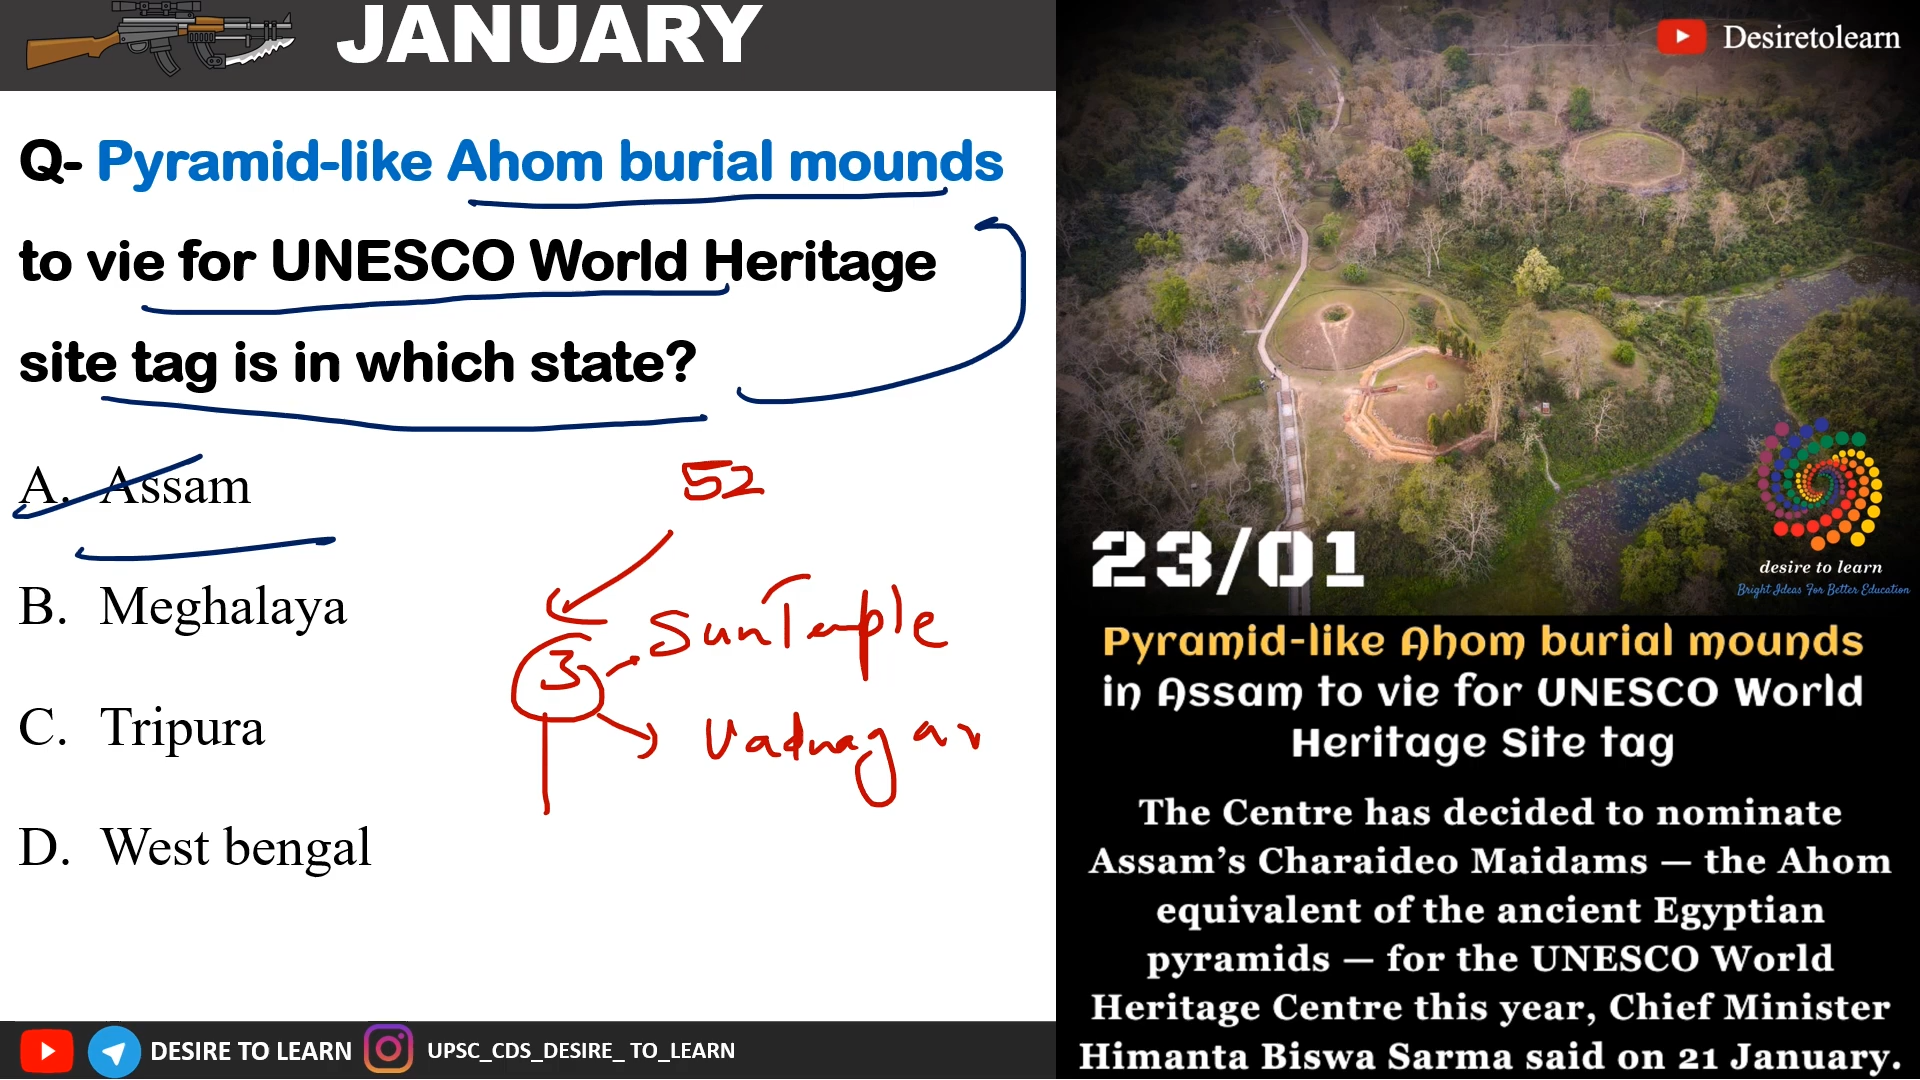 JANUARY
Q- Pyramid-like Ahom burial mounds
to vie for UNESCO World Heritage
site tag is in which state?
A. Assam
B. Meghalaya
C. Tripura
D. West bengal
52
3
Sun Temple
Vadnagar
DESIRE TO LEARN
UPSC_CDS_DESIRE_ TO_LEARN
Desiretolearn
23/01
desire to learn
Bright Ideas For Better Education
Pyramid-like Ahom burial mounds
in Assam to vie for UNESCO World
Heritage Site tag
The Centre has decided to nominate
Assam’s Charaideo Maidams — the Ahom
equivalent of the ancient Egyptian
pyramids — for the UNESCO World
Heritage Centre this year, Chief Minister
Himanta Biswa Sarma said on 21 January.